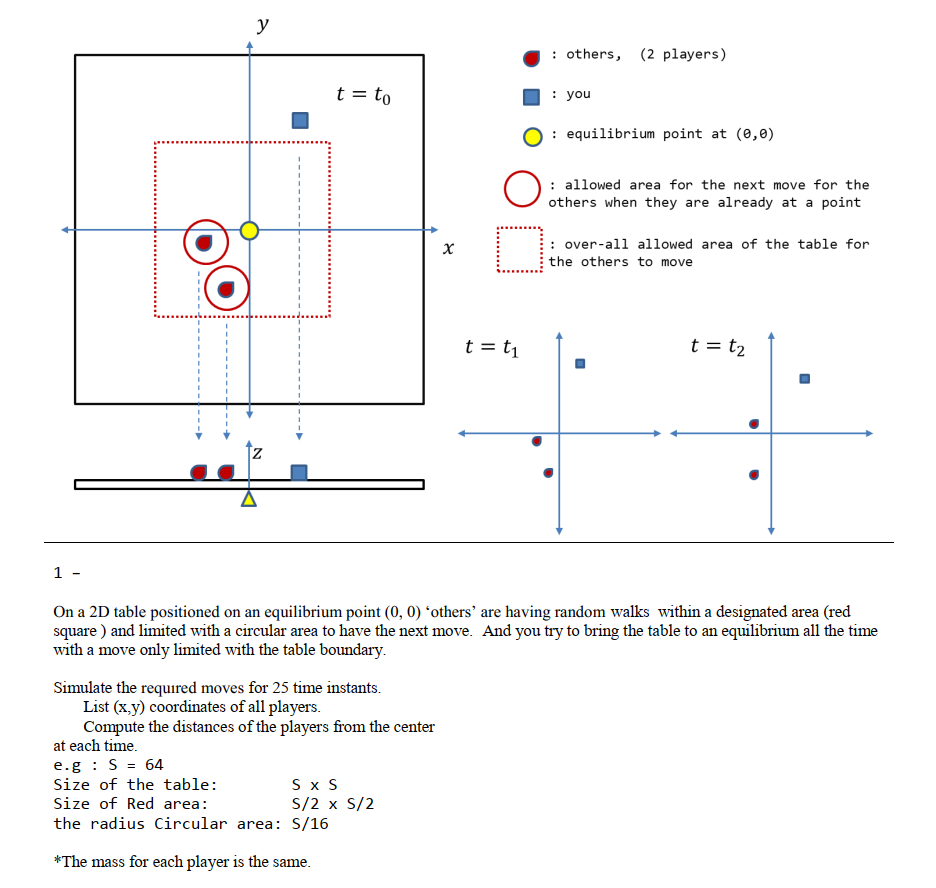 y
t = t₀
: others, (2 players)
: you
: equilibrium point at (0,0)
: allowed area for the next move for the
others when they are already at a point
x
: over-all allowed area of the table for
the others to move
t = t₁
t = t₂
z
1 -
On a 2D table positioned on an equilibrium point (0, 0) ‘others’ are having random walks within a designated area (red
square ) and limited with a circular area to have the next move. And you try to bring the table to an equilibrium all the time
with a move only limited with the table boundary.
Simulate the required moves for 25 time instants.
List (x,y) coordinates of all players.
Compute the distances of the players from the center
at each time.
e.g : S = 64
Size of the table: S x S
Size of Red area: S/2 x S/2
the radius Circular area: S/16
*The mass for each player is the same.